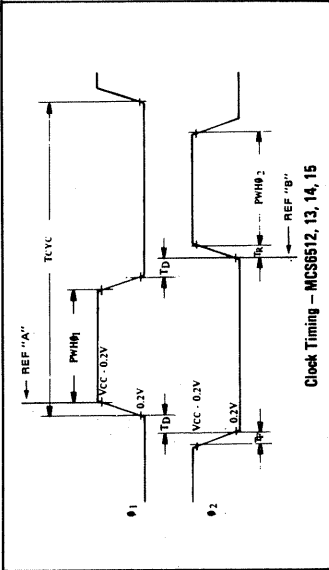 REF "A"
TCYC
PWHΦ1
VCC - 0.2V
0.2V
TD
TD
Φ1
VCC - 0.2V
0.2V
TF
TR
PWHΦ2
REF "B"
Φ2
Clock Timing – MCS6512, 13, 14, 15